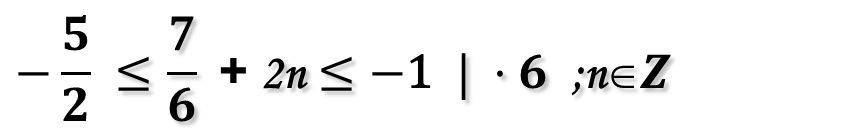 −5/2 ≤ 7/6 + 2n ≤ −1 | · 6 ;n∈Z